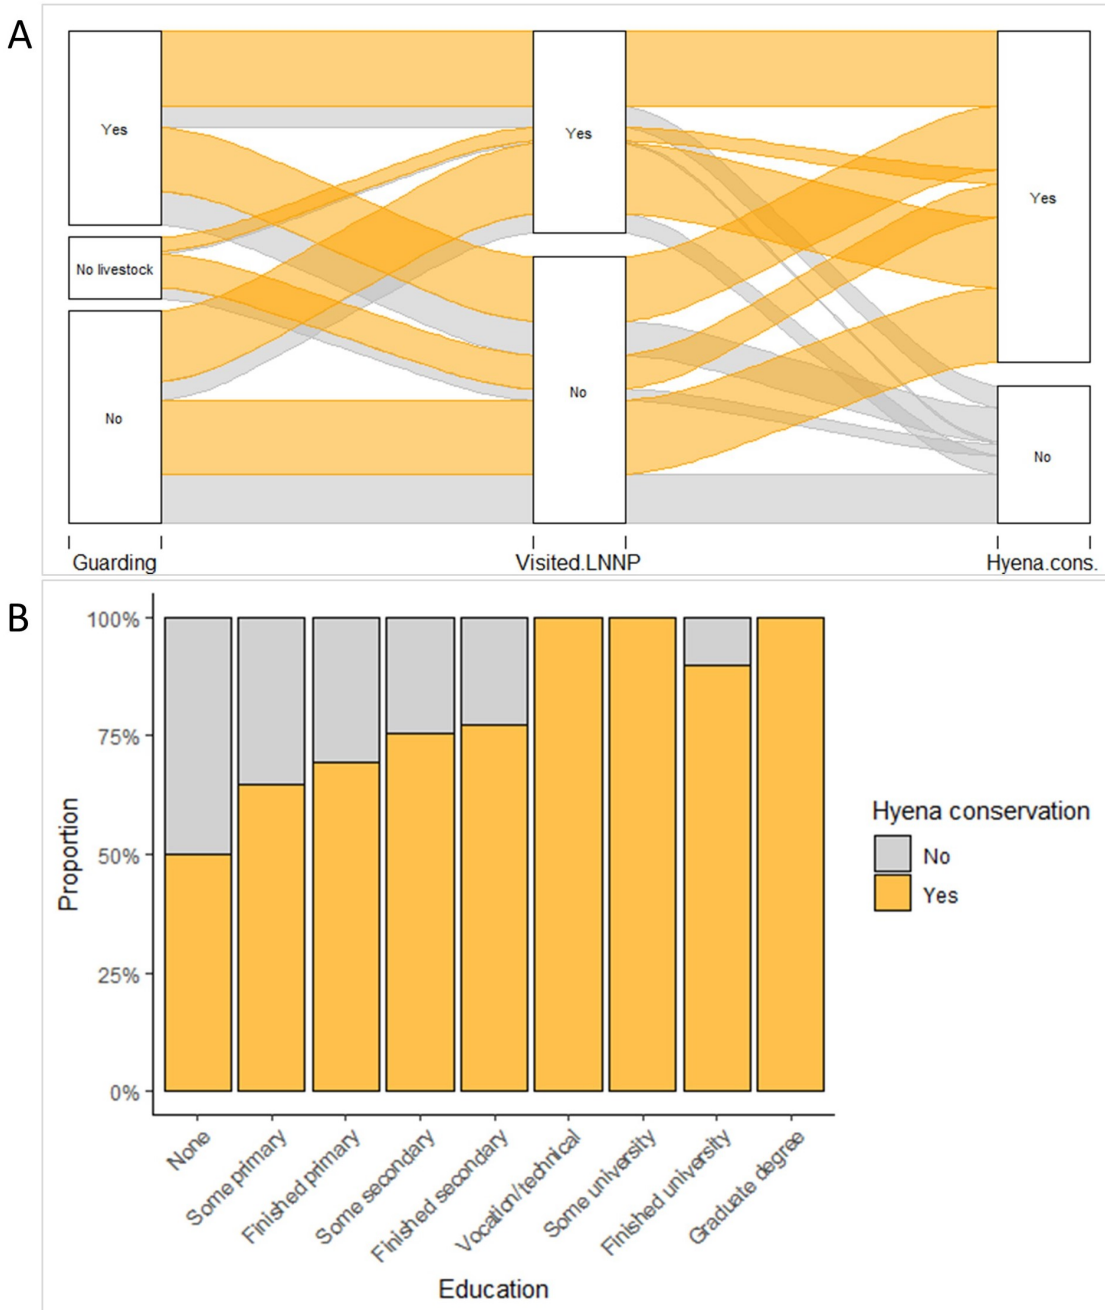 A
Yes
No livestock
No
Yes
No
Yes
No
Guarding
Visited.LNNP
Hyena.cons.
B
100%
75%
50%
25%
0%
Proportion
None
Some primary
Finished primary
Some secondary
Finished secondary
Vocation/technical
Some university
Finished university
Graduate degree
Education
Hyena conservation
No
Yes